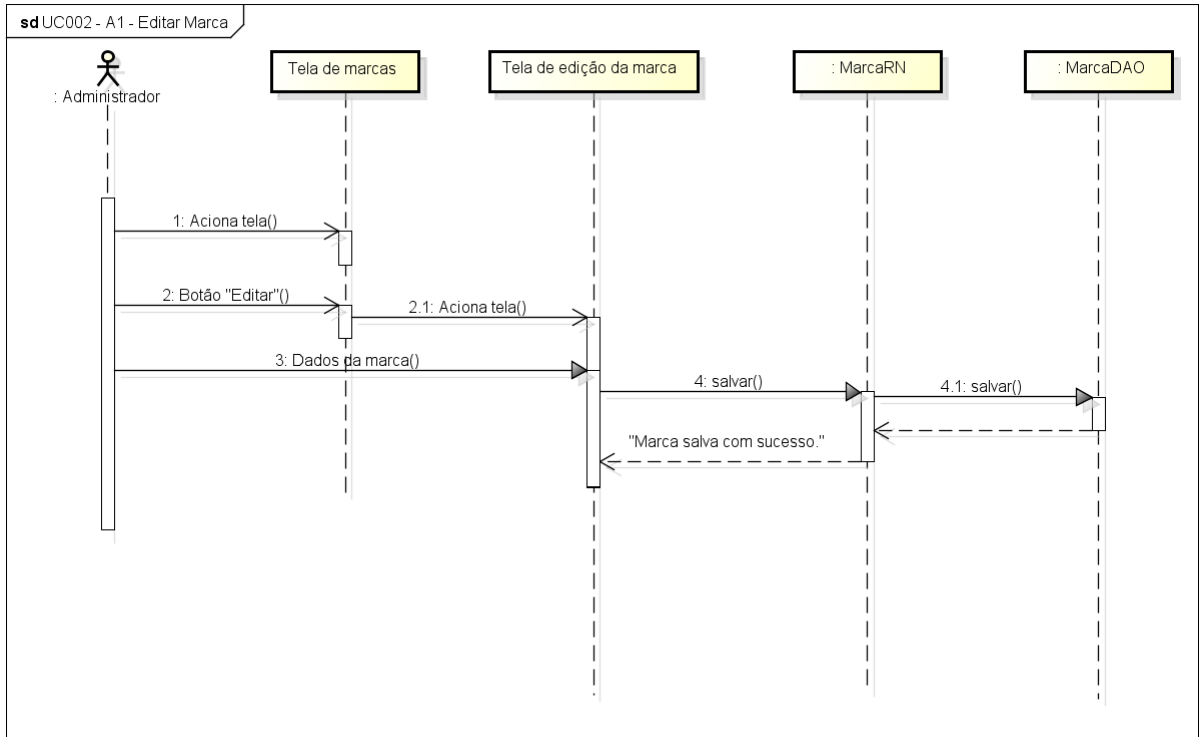 sd UC002 - A1 - Editar Marca
: Administrador
Tela de marcas
Tela de edição da marca
: MarcaRN
: MarcaDAO
1: Aciona tela()
2: Botão "Editar"()
2.1: Aciona tela()
3: Dados da marca()
4: salvar()
4.1: salvar()
"Marca salva com sucesso."